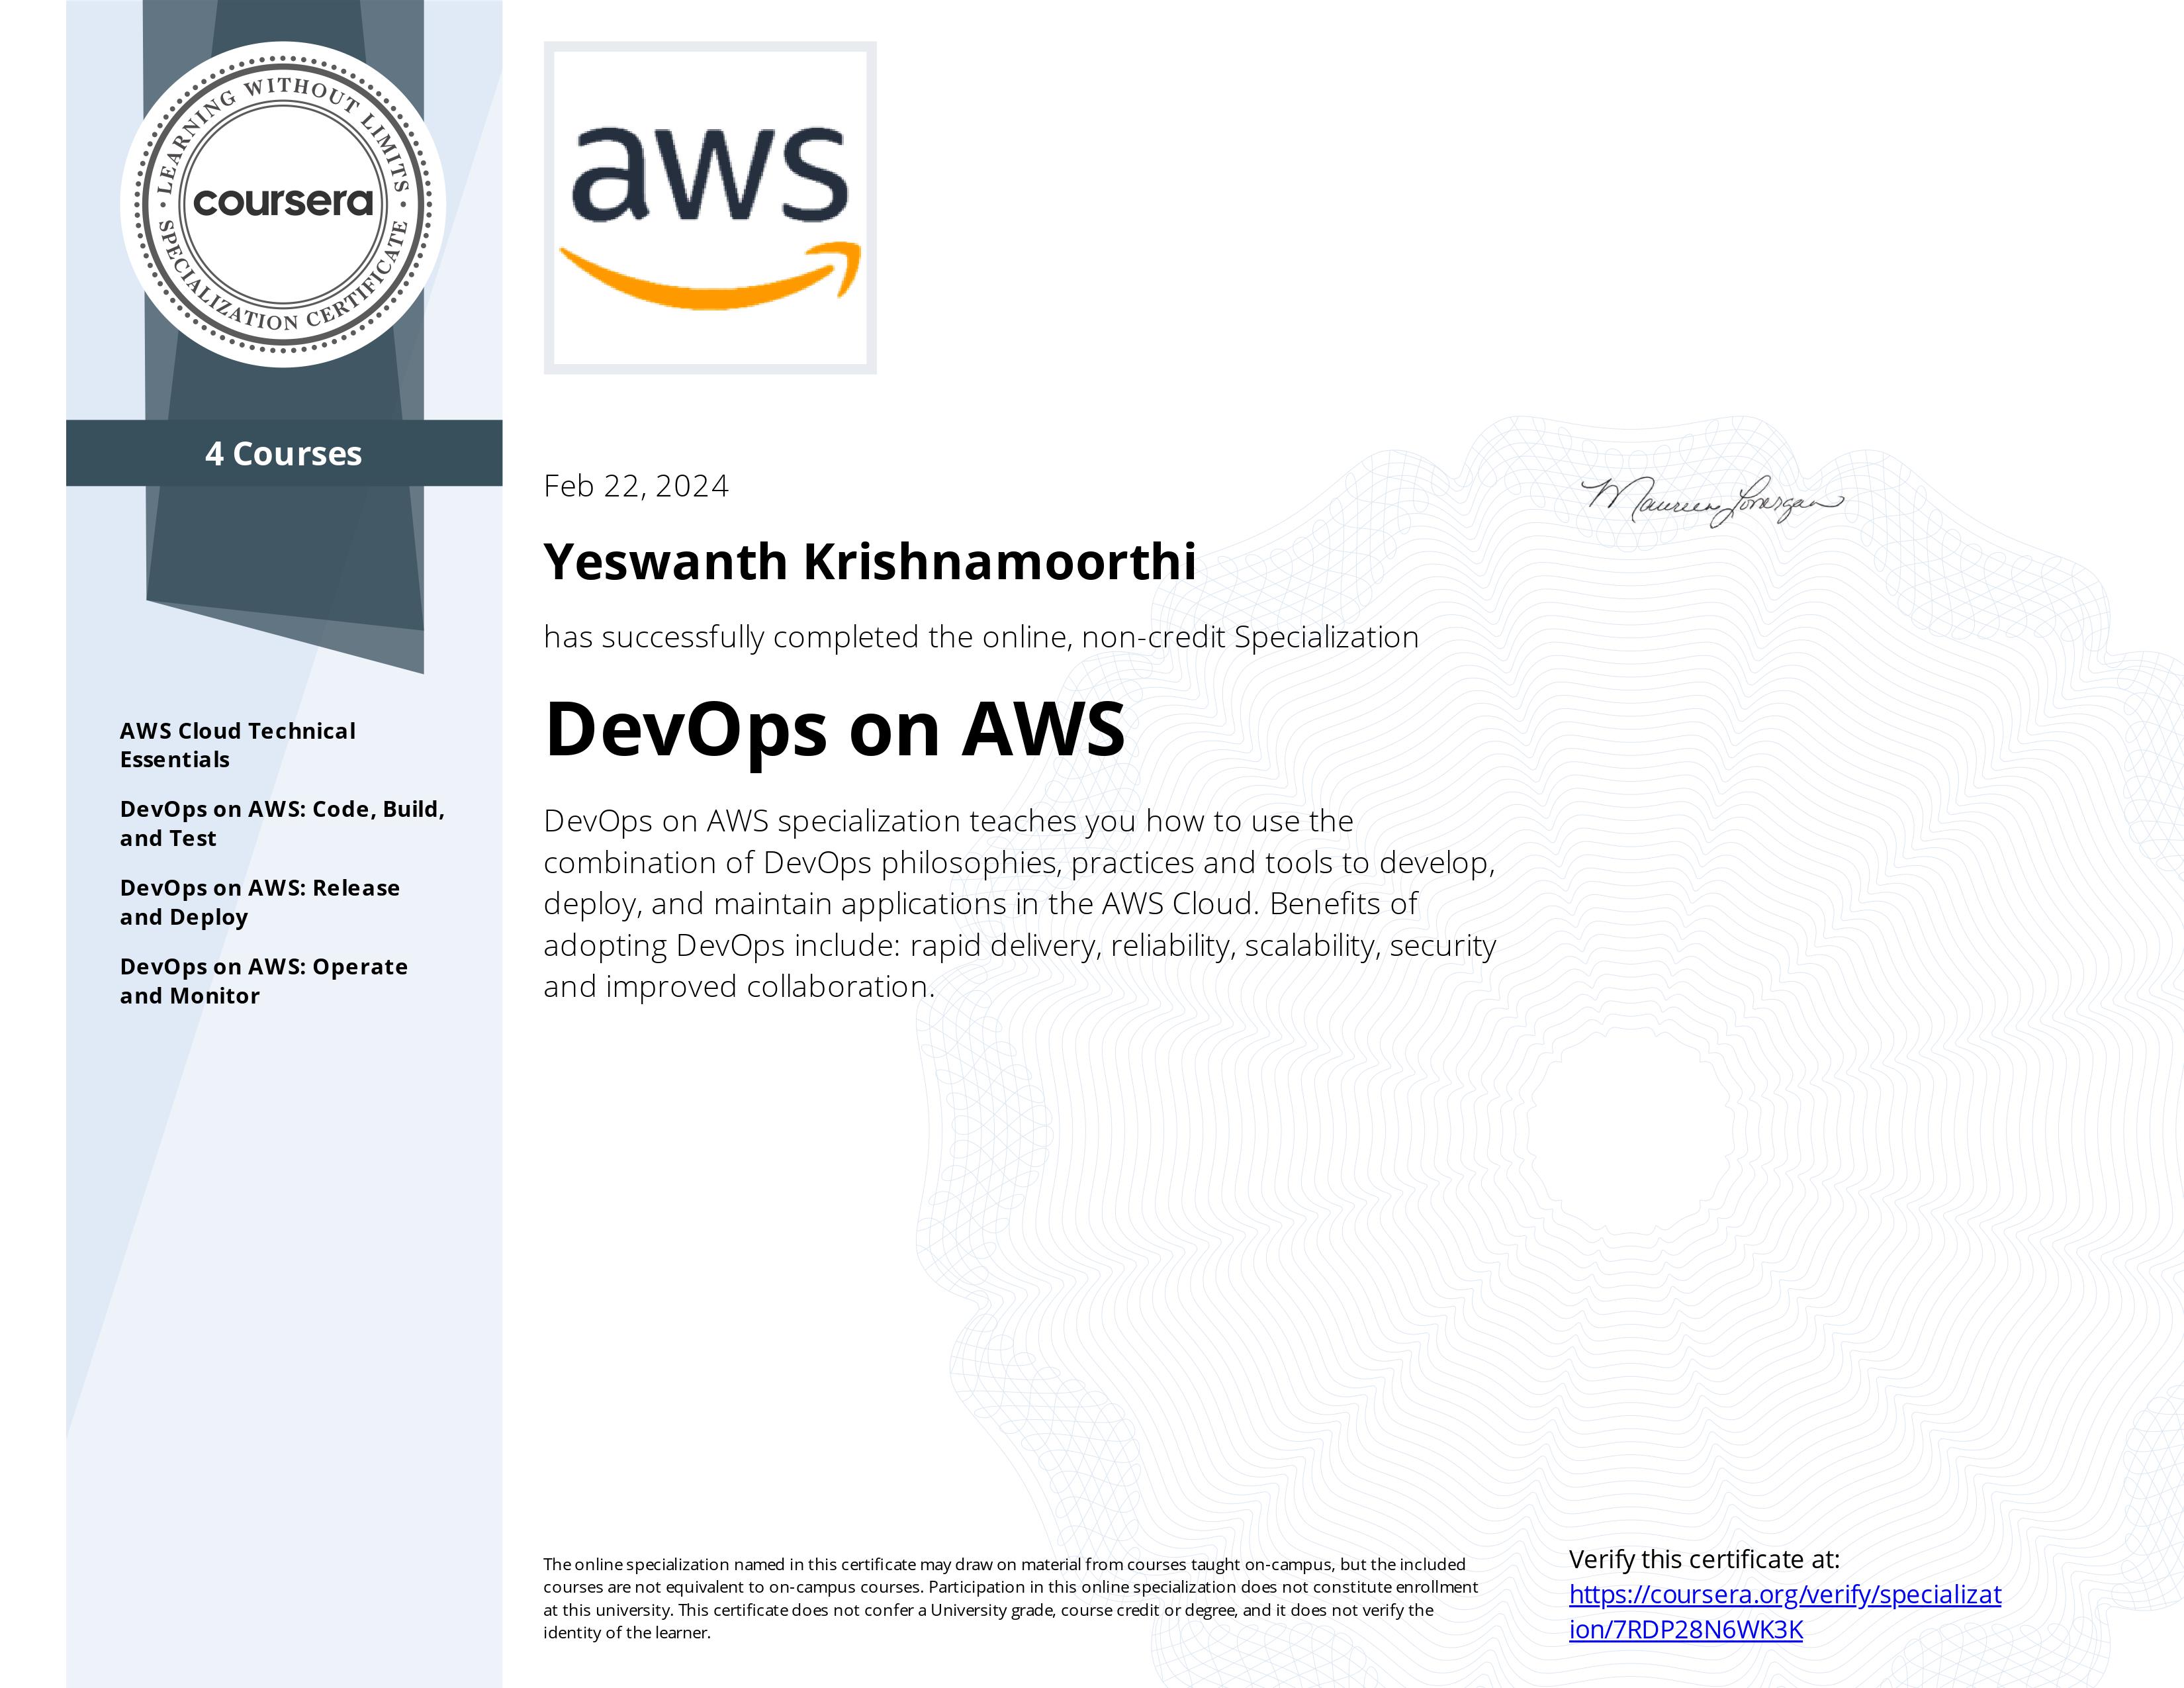 LEARNING WITHOUT LIMITS
coursera
SPECIALIZATION CERTIFICATE
4 Courses
AWS Cloud Technical
Essentials
DevOps on AWS: Code, Build,
and Test
DevOps on AWS: Release
and Deploy
DevOps on AWS: Operate
and Monitor
aws
Feb 22, 2024
Yeswanth Krishnamoorthi
has successfully completed the online, non-credit Specialization
DevOps on AWS
DevOps on AWS specialization teaches you how to use the
combination of DevOps philosophies, practices and tools to develop,
deploy, and maintain applications in the AWS Cloud. Benefits of
adopting DevOps include: rapid delivery, reliability, scalability, security
and improved collaboration.
Maureen Lonergan
The online specialization named in this certificate may draw on material from courses taught on-campus, but the included
courses are not equivalent to on-campus courses. Participation in this online specialization does not constitute enrollment
at this university. This certificate does not confer a University grade, course credit or degree, and it does not verify the
identity of the learner.
Verify this certificate at:
https://coursera.org/verify/specializat
ion/7RDP28N6WK3K